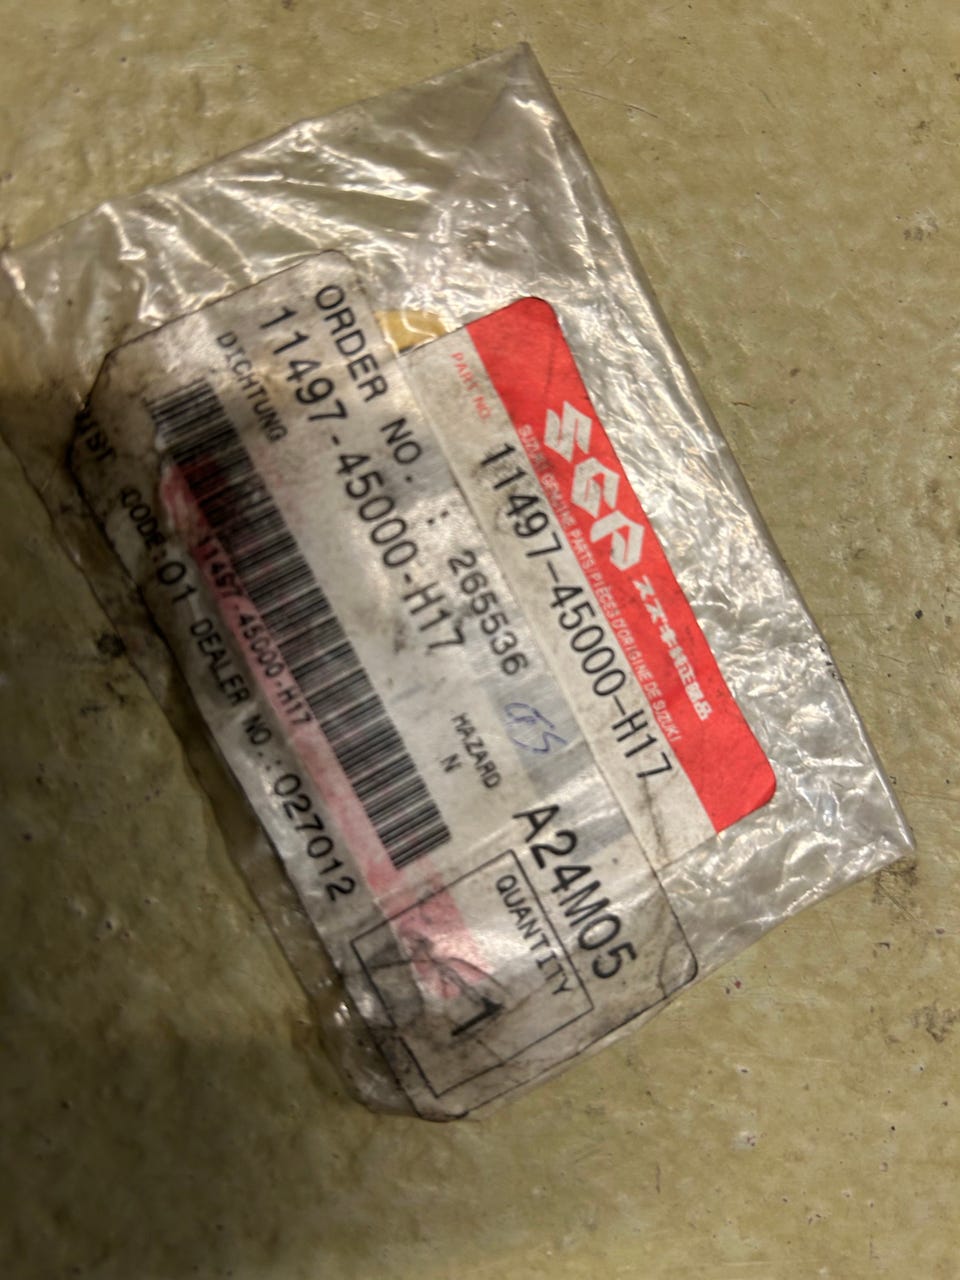 SGP スズキ純正部品
SUZUKI GENUINE PARTS PIÈCES D'ORIGINE DE SUZUKI
PART NO.
11497-45000-H17
ORDER NO. : 265536
11497-45000-H17
DICHTUNG
HAZARD
N
GS
A24M05
QUANTITY
1
11497-45000-H17
CODE:01 DEALER NO.:027012